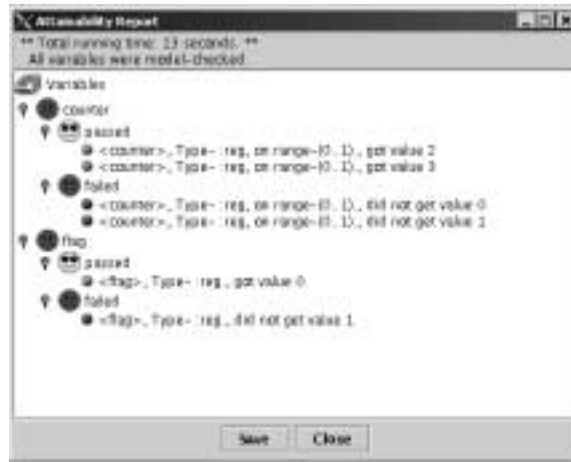 Attainability Report
** Total running time: 13 seconds. **
All variables were model-checked
Variables
counter
passed
<counter>, Type- :reg, on range-(0..1)., got value 2
<counter>, Type- :reg, on range-(0..1)., got value 3
failed
<counter>, Type- :reg, on range-(0..1)., did not get value 0
<counter>, Type- :reg, on range-(0..1)., did not get value 1
flag
passed
<flag>, Type- :reg , got value 0
failed
<flag>, Type- :reg , did not get value 1
Save Close